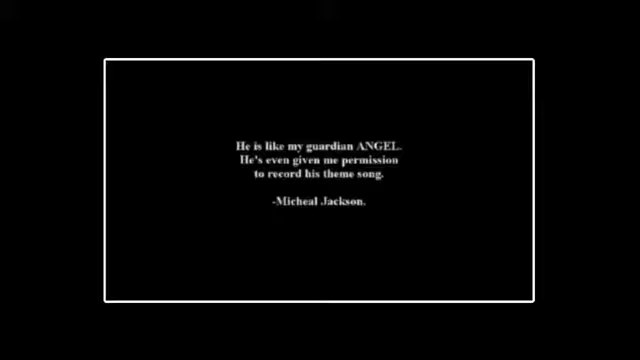 He is like my guardian ANGEL.
He's even given me permission
to record his theme song.
-Micheal Jackson.